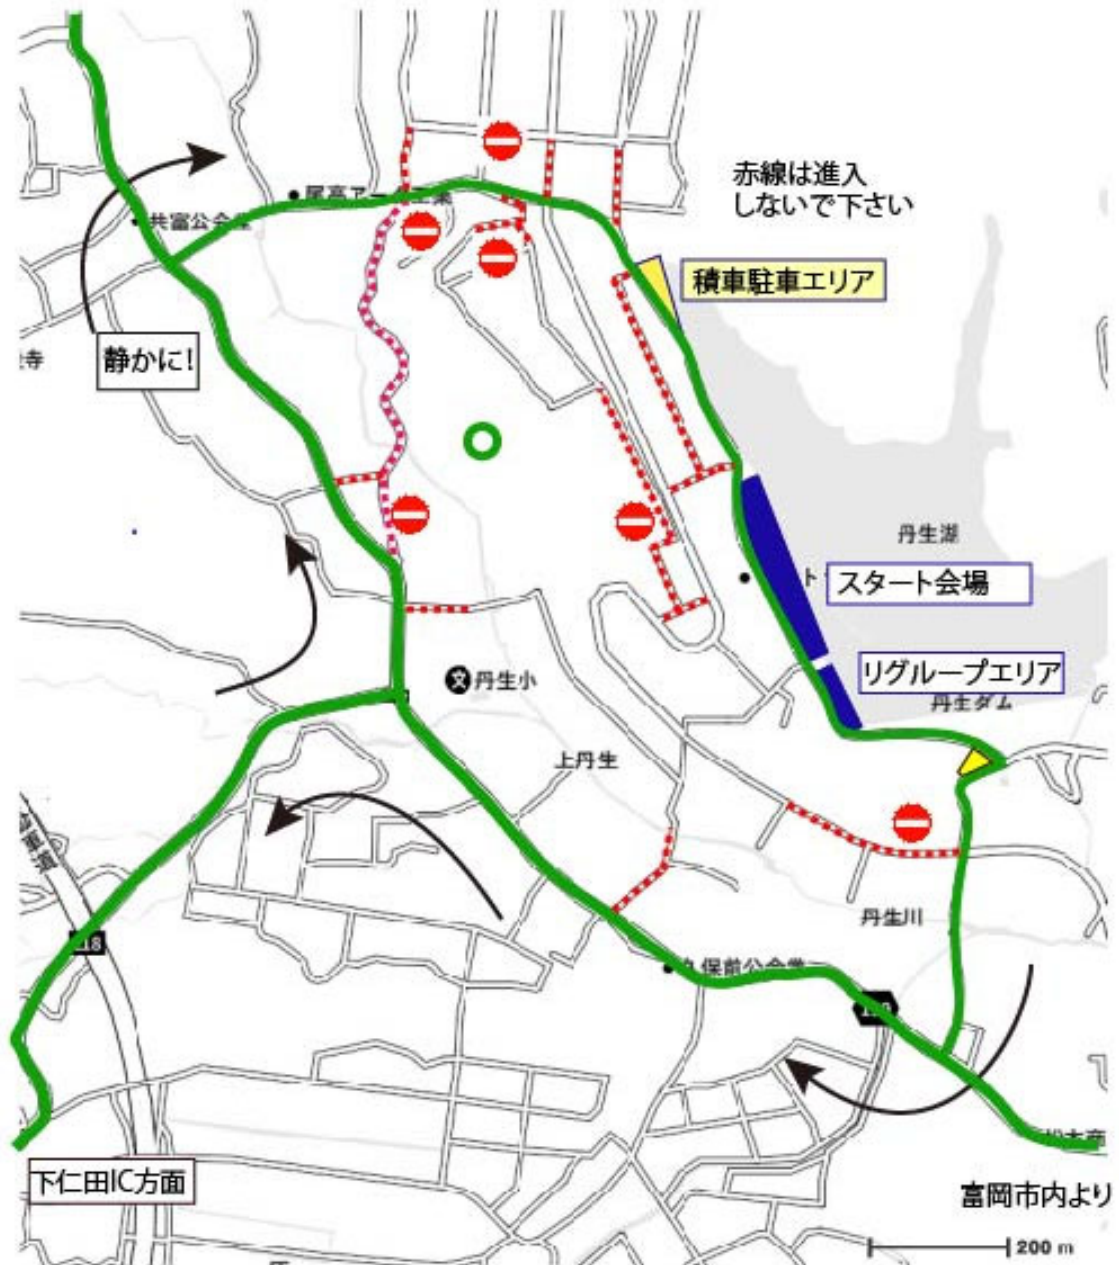 赤線は進入
しないで下さい
共富公会堂
積車駐車エリア
寺
静かに!
丹生湖
スタート会場
リグループエリア
丹生小
丹生ダム
上丹生
丹生川
18
久保前公会堂
下仁田IC方面
富岡市内より
200 m